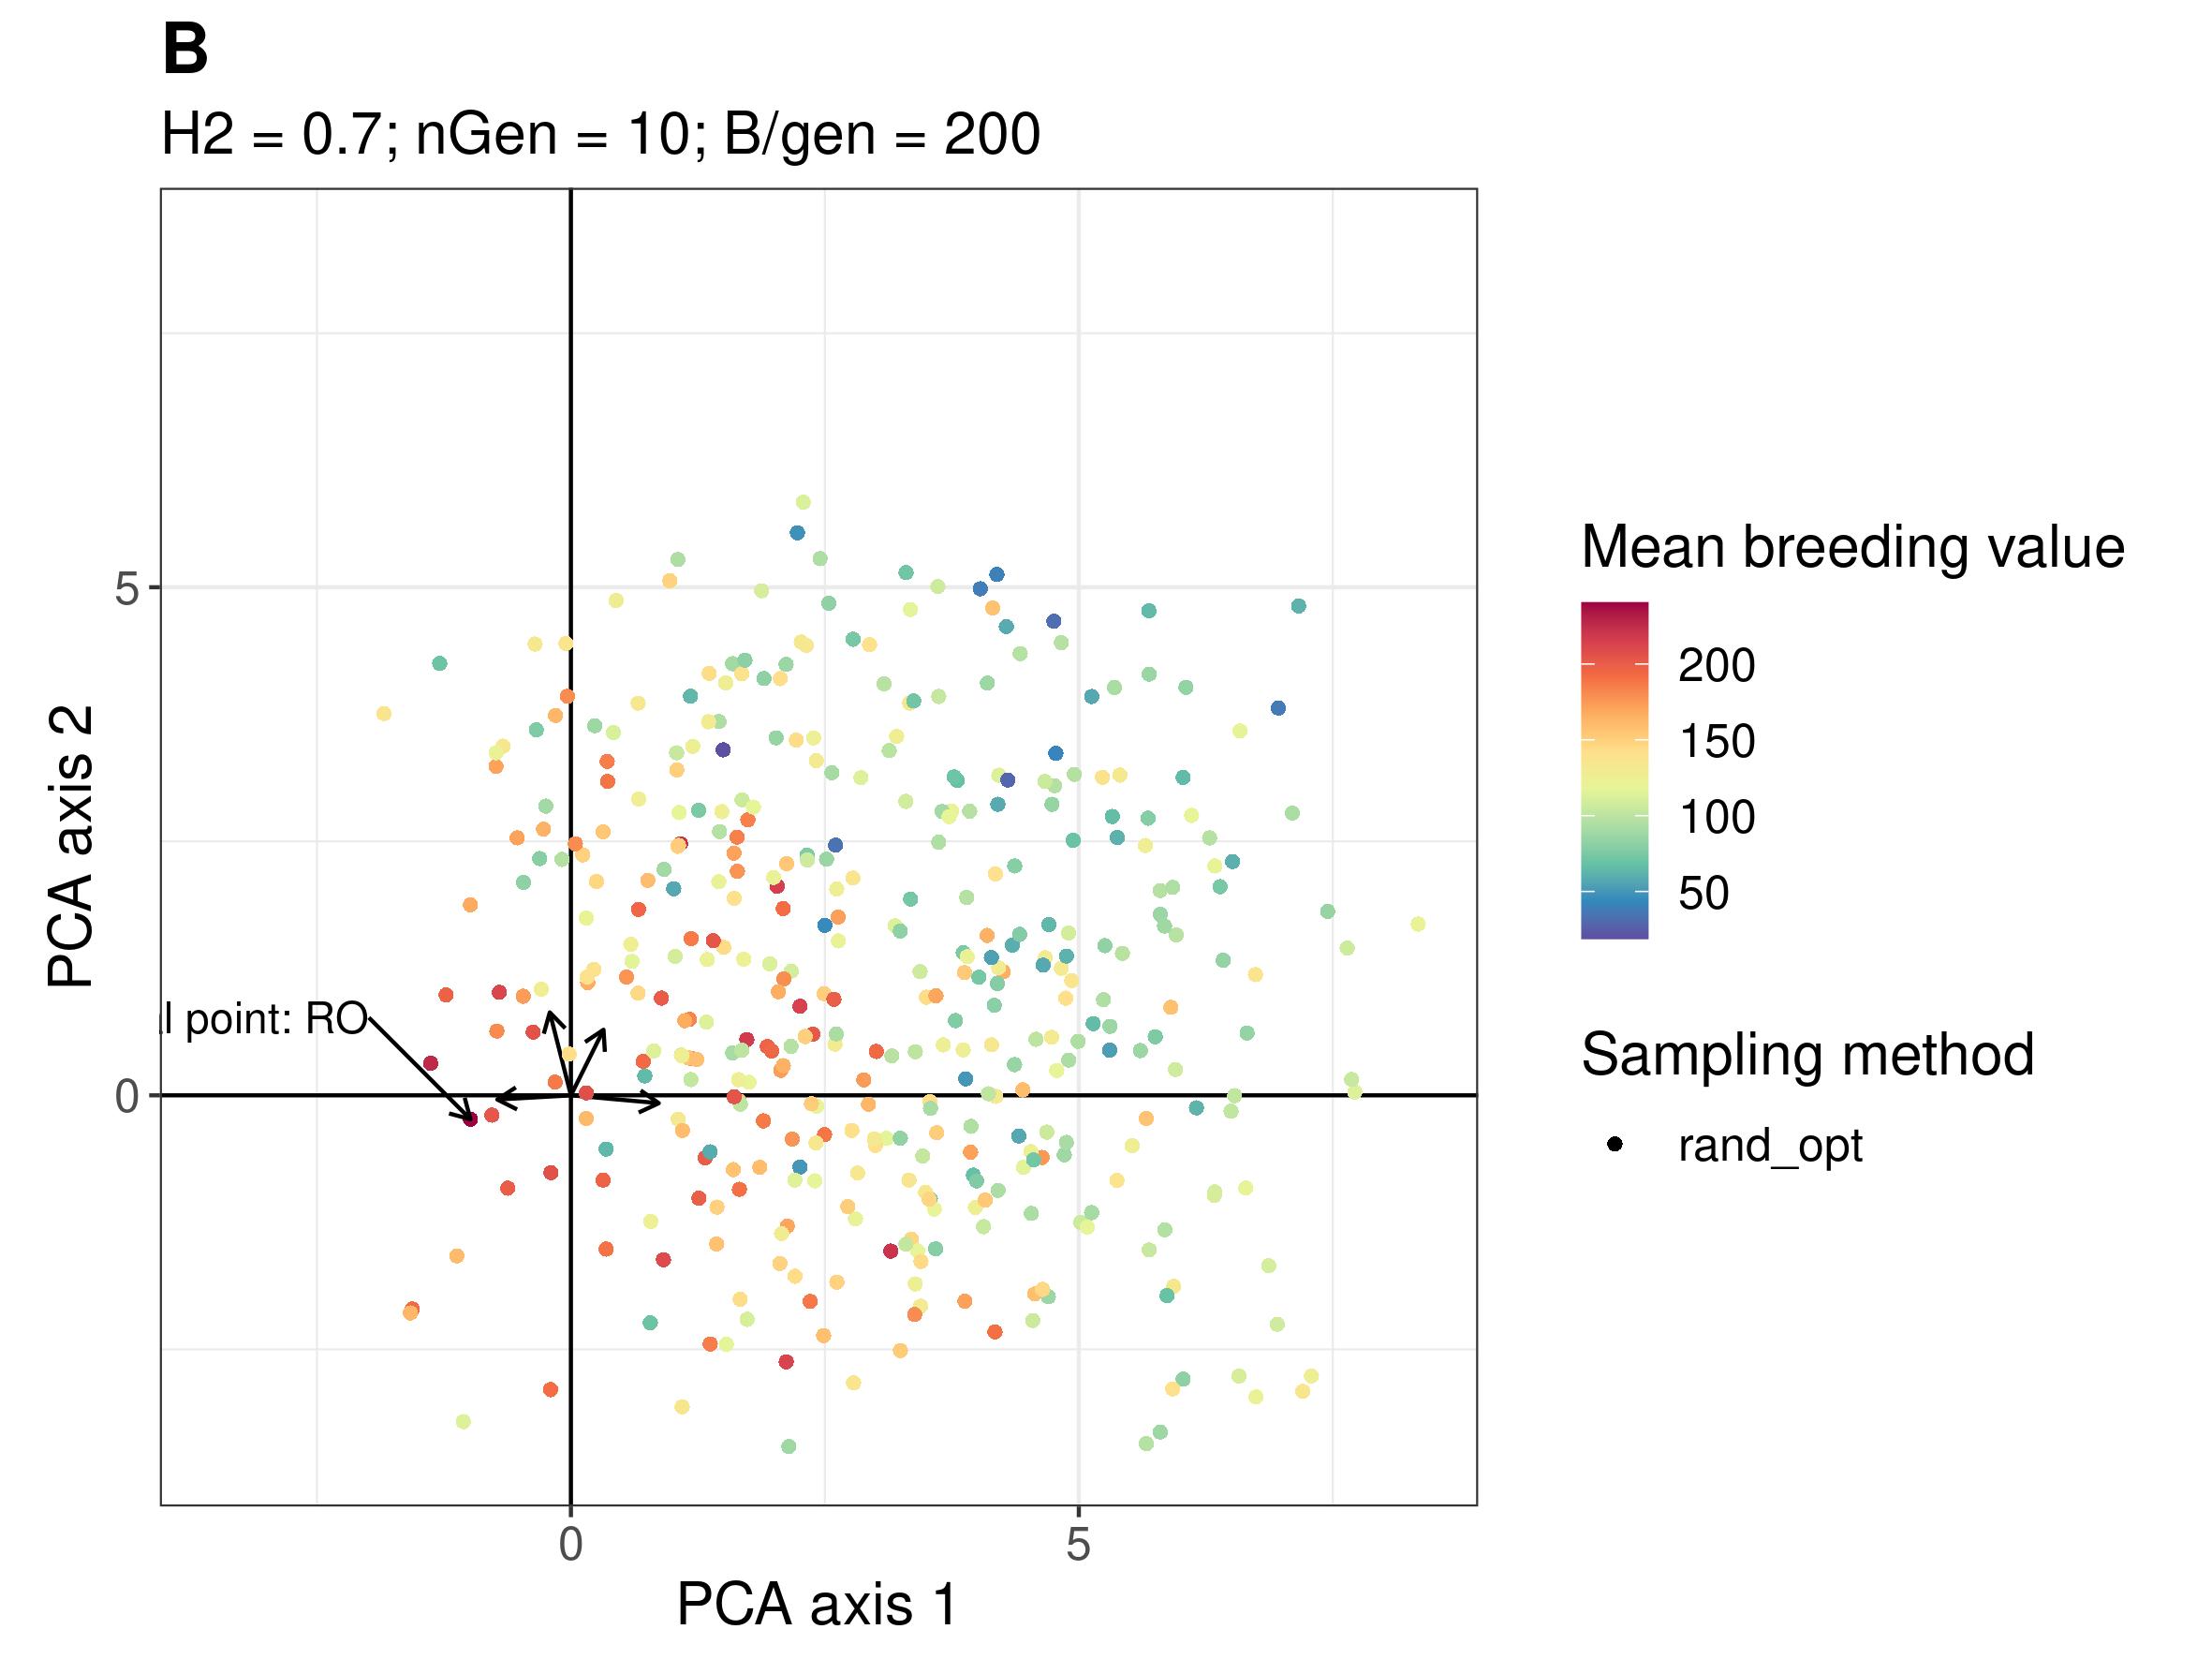 B
H2 = 0.7; nGen = 10; B/gen = 200
PCA axis 2
5
0
l point: RO
0
5
PCA axis 1
Mean breeding value
200
150
100
50
Sampling method
rand_opt